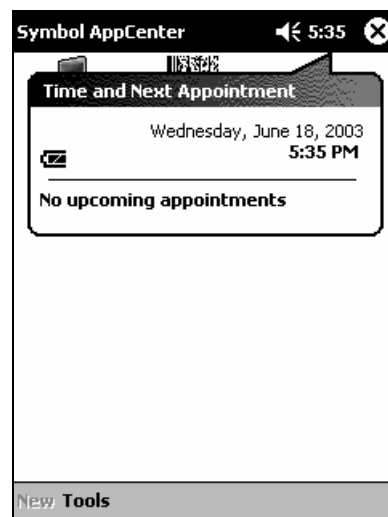 Symbol AppCenter 5:35
Time and Next Appointment
Wednesday, June 18, 2003
5:35 PM
No upcoming appointments
New Tools